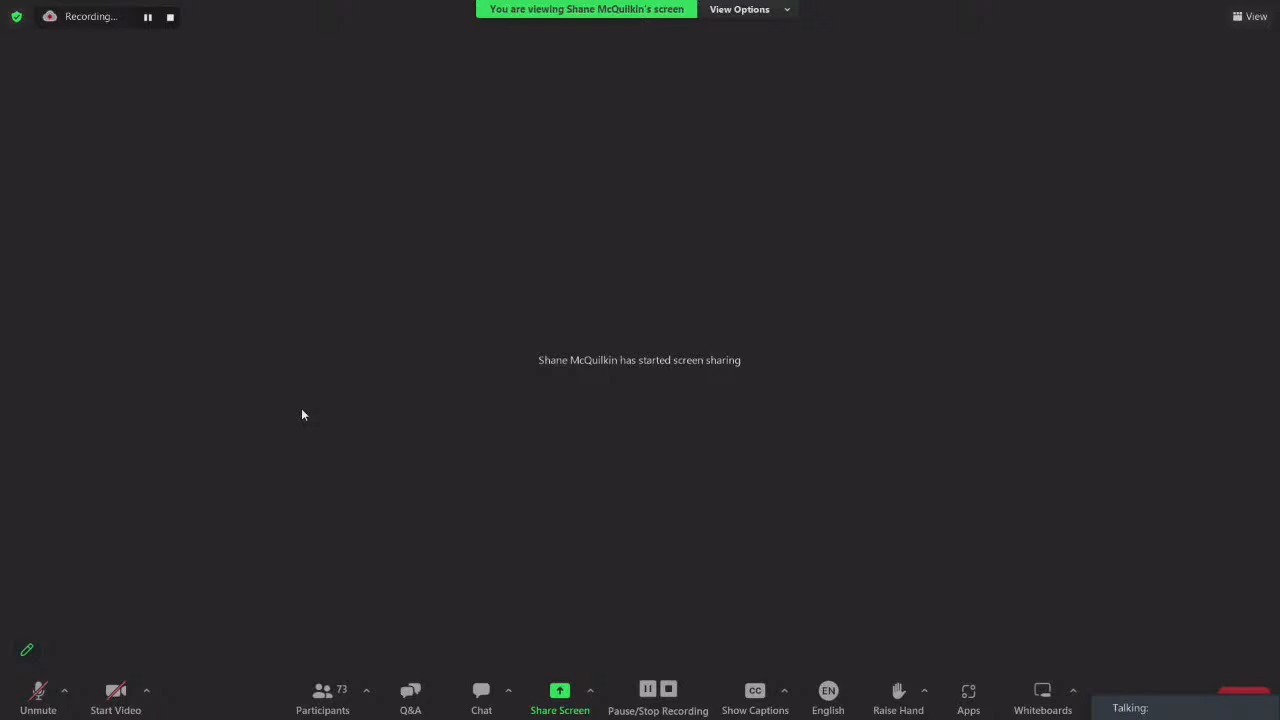 Recording...
You are viewing Shane McQuilkin's screen
View Options
View
Shane McQuilkin has started screen sharing
Unmute
Start Video
73
Participants
Q&A
Chat
Share Screen
Pause/Stop Recording
CC
Show Captions
EN
English
Raise Hand
Apps
Whiteboards
Talking: